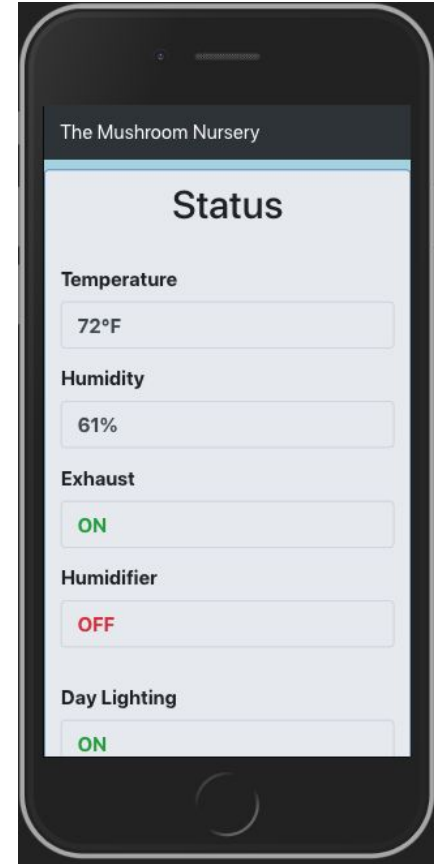 The Mushroom Nursery
Status
Temperature
72°F
Humidity
61%
Exhaust
ON
Humidifier
OFF
Day Lighting
ON